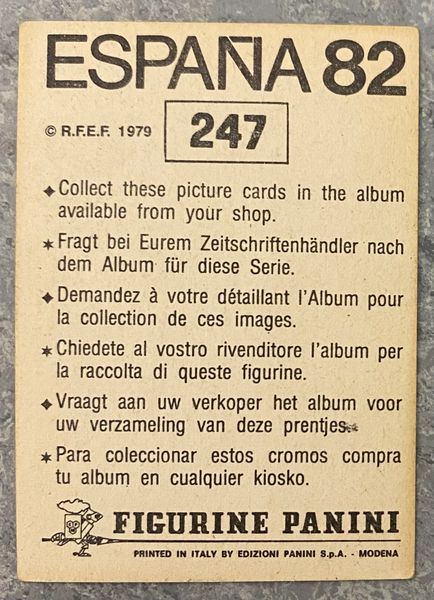 ESPAÑA 82
© R.F.E.F. 1979 247
◆Collect these picture cards in the album
available from your shop.
✶Fragt bei Eurem Zeitschriftenhändler nach
dem Album für diese Serie.
◆Demandez à votre détaillant l'Album pour
la collection de ces images.
✶Chiedete al vostro rivenditore l'album per
la raccolta di queste figurine.
◆Vraagt aan uw verkoper het album voor
uw verzameling van deze prentjes.
✶Para coleccionar estos cromos compra
tu album en cualquier kiosko.
FIGURINE PANINI
PRINTED IN ITALY BY EDIZIONI PANINI S.p.A. - MODENA